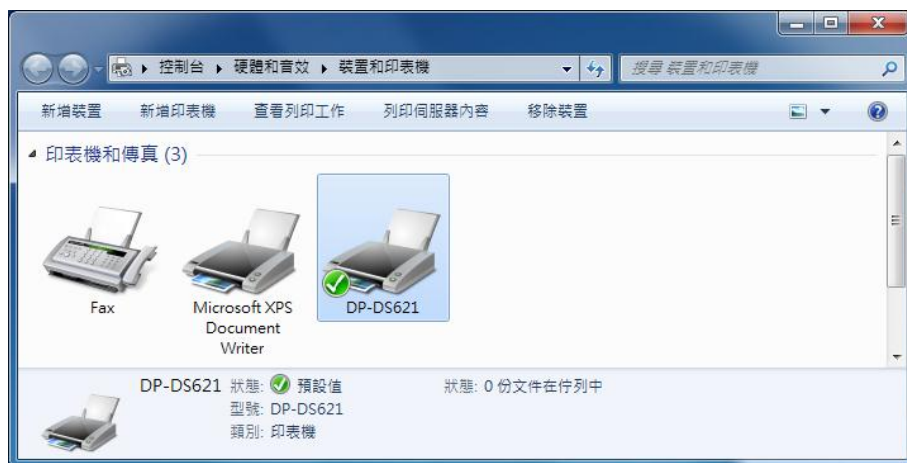 控制台 ▸ 硬體和音效 ▸ 裝置和印表機
搜尋 裝置和印表機
新增裝置 新增印表機 查看列印工作 列印伺服器內容 移除裝置
印表機和傳真 (3)
Fax
Microsoft XPS
Document
Writer
DP-DS621
DP-DS621 狀態: 預設值 狀態: 0 份文件在佇列中
型號: DP-DS621
類別: 印表機